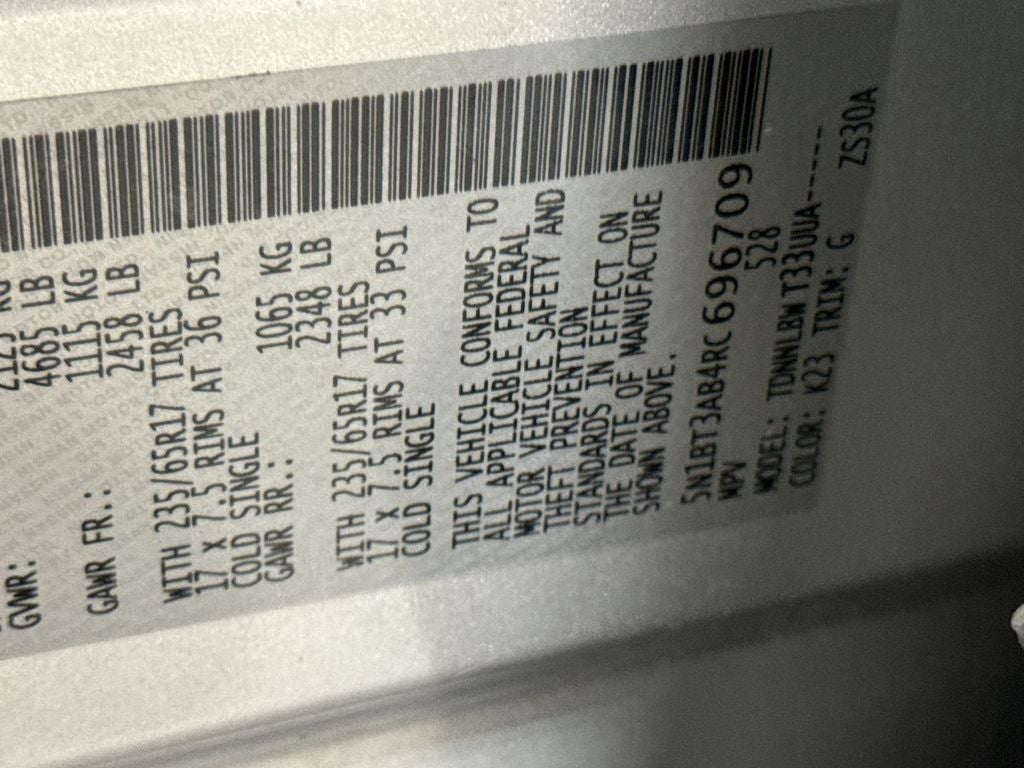 GVWR:
4685 LB
GAWR FR.: 1115 KG
2458 LB
WITH 235/65R17 TIRES
17 X 7.5 RIMS AT 36 PSI
COLD SINGLE
GAWR RR.: 1065 KG
2348 LB
WITH 235/65R17 TIRES
17 X 7.5 RIMS AT 33 PSI
COLD SINGLE
THIS VEHICLE CONFORMS TO
ALL APPLICABLE FEDERAL
MOTOR VEHICLE SAFETY AND
THEFT PREVENTION
STANDARDS IN EFFECT ON
THE DATE OF MANUFACTURE
SHOWN ABOVE.
5N1BT3AB4RC696709
MPV 528
MODEL: TDNNLBWT33UUA------
COLOR: K23 TRIM: G ZS30A